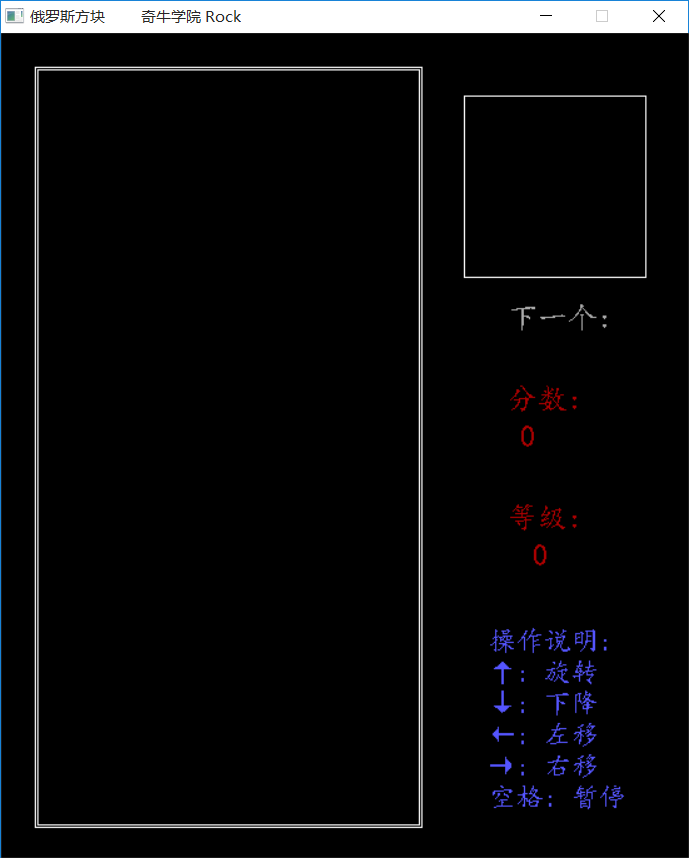 俄罗斯方块 奇牛学院 Rock
下一个:
分数:
0
等级:
0
操作说明:
↑: 旋转
↓: 下降
←: 左移
→: 右移
空格: 暂停